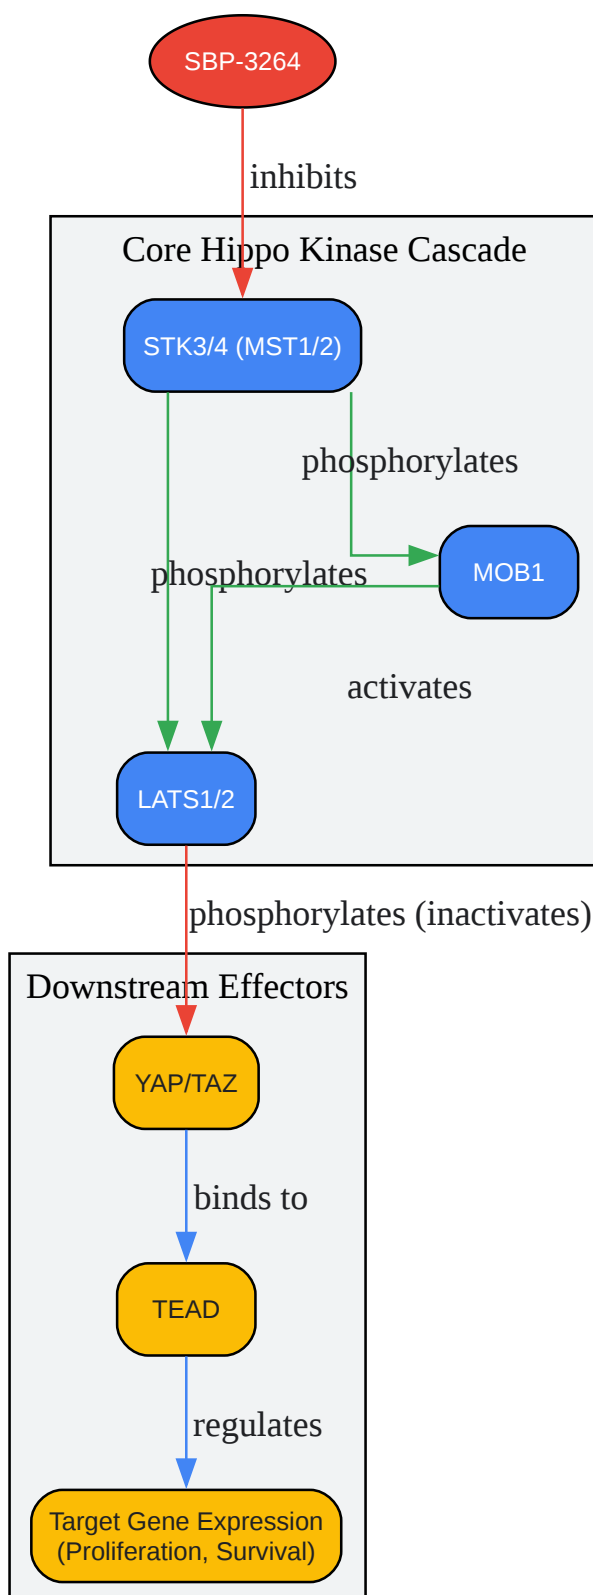 SBP-3264
inhibits
Core Hippo Kinase Cascade
STK3/4 (MST1/2)
phosphorylates
phosphorylates
MOB1
activates
LATS1/2
phosphorylates (inactivates)
Downstream Effectors
YAP/TAZ
binds to
TEAD
regulates
Target Gene Expression
(Proliferation, Survival)